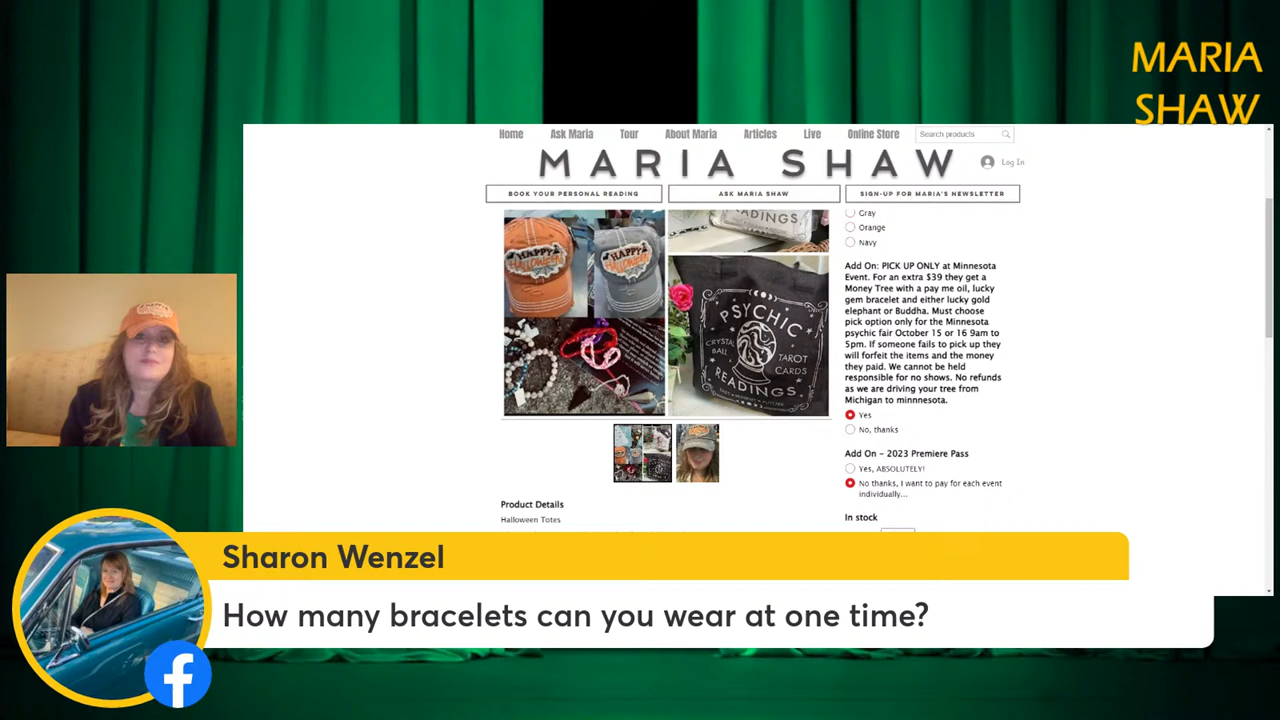 MARIA
SHAW
Home Ask Maria Tour About Maria Articles Live Online Store Search products
MARIA SHAW
Log In
BOOK YOUR PERSONAL READING ASK MARIA SHAW SIGN-UP FOR MARIA'S NEWSLETTER
HAPPY
HALLOWEEN
HAPPY
HALLOWEEN
READINGS
PSYCHIC
CRYSTAL
BALL
TAROT
CARDS
READINGS
Gray
Orange
Navy
Add On: PICK UP ONLY at Minnesota
Event. For an extra $39 they get a
Money Tree with a pay me oil, lucky
gem bracelet and either lucky gold
elephant or Buddha. Must choose
pick option only for the Minnesota
psychic fair October 15 or 16 9am to
5pm. If someone fails to pick up they
will forfeit the items and the money
they paid. We cannot be held
responsible for no shows. No refunds
as we are driving your tree from
Michigan to minnnesota.
Yes
No, thanks
Add On – 2023 Premiere Pass
Yes, ABSOLUTELY!
No thanks, I want to pay for each event
individually...
In stock
Product Details
Halloween Totes
Sharon Wenzel
How many bracelets can you wear at one time?